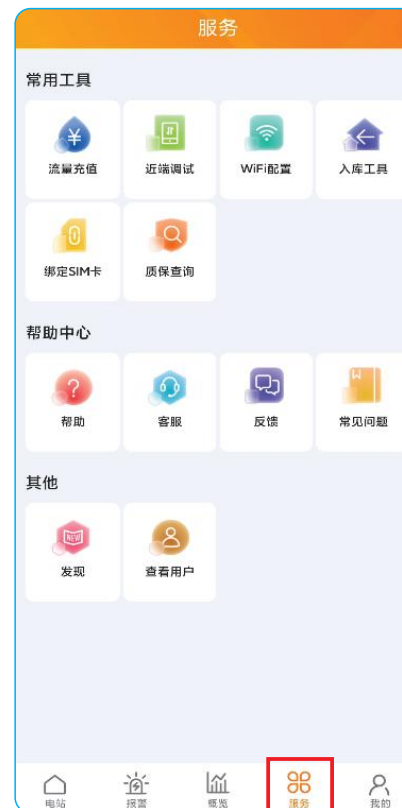 服务
常用工具
流量充值 近端调试 WiFi配置 入库工具
绑定SIM卡 质保查询
帮助中心
帮助 客服 反馈 常见问题
其他
NEW
发现 查看用户
电站 报警 概览 服务 我的